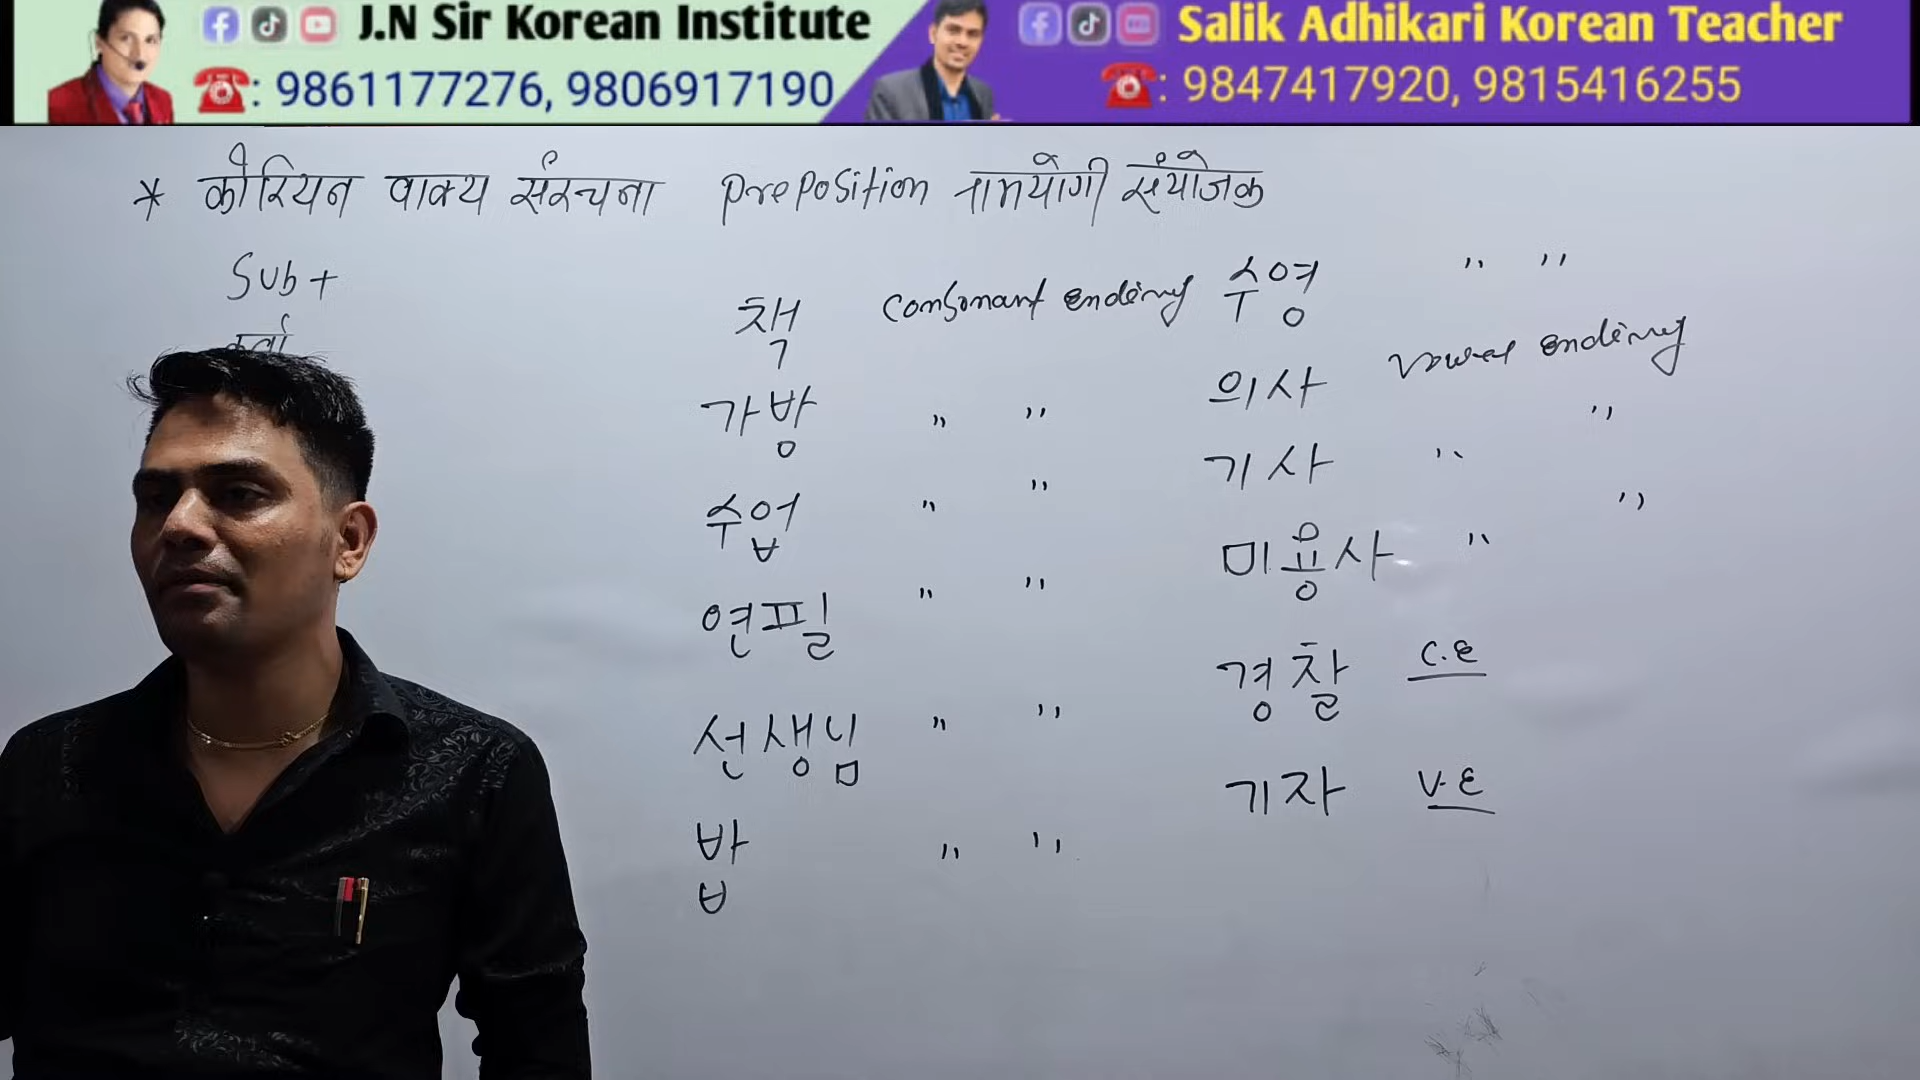 J.N Sir Korean Institute
: 9861177276, 9806917190
Salik Adhikari Korean Teacher
: 9847417920, 9815416255
* कोरियन वाक्य संरचना preposition नामयोगी संयोजक
Sub +
कर्ता
책 Consonant ending
가방 " "
수업 " "
연필 " "
선생님 " "
밥 " "
수영 " "
의사 vowel ending
기사 " "
미용사 " "
경찰 C.E
기자 V.E